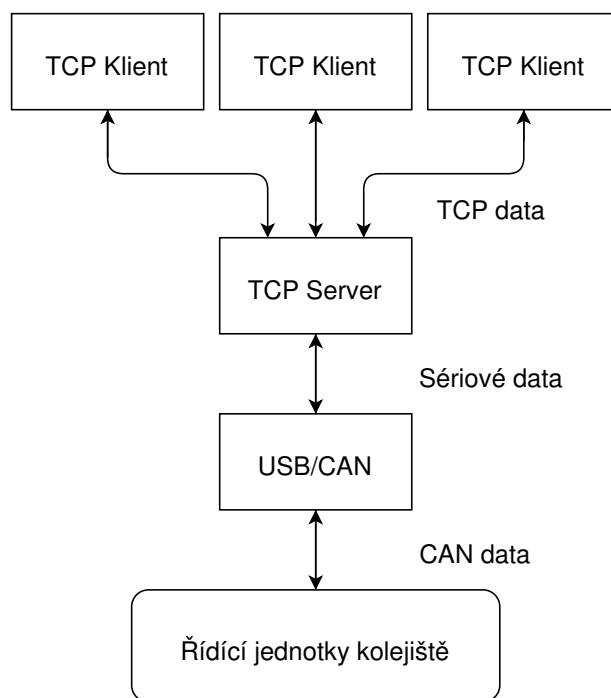 TCP Klient
TCP Klient
TCP Klient
TCP data
TCP Server
Sériové data
USB/CAN
CAN data
Řídící jednotky kolejiště